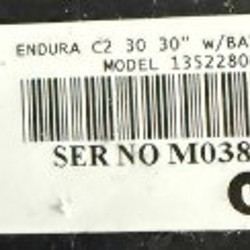 ENDURA C2 30 30" W/BA
MODEL 1352280
SER NO M038